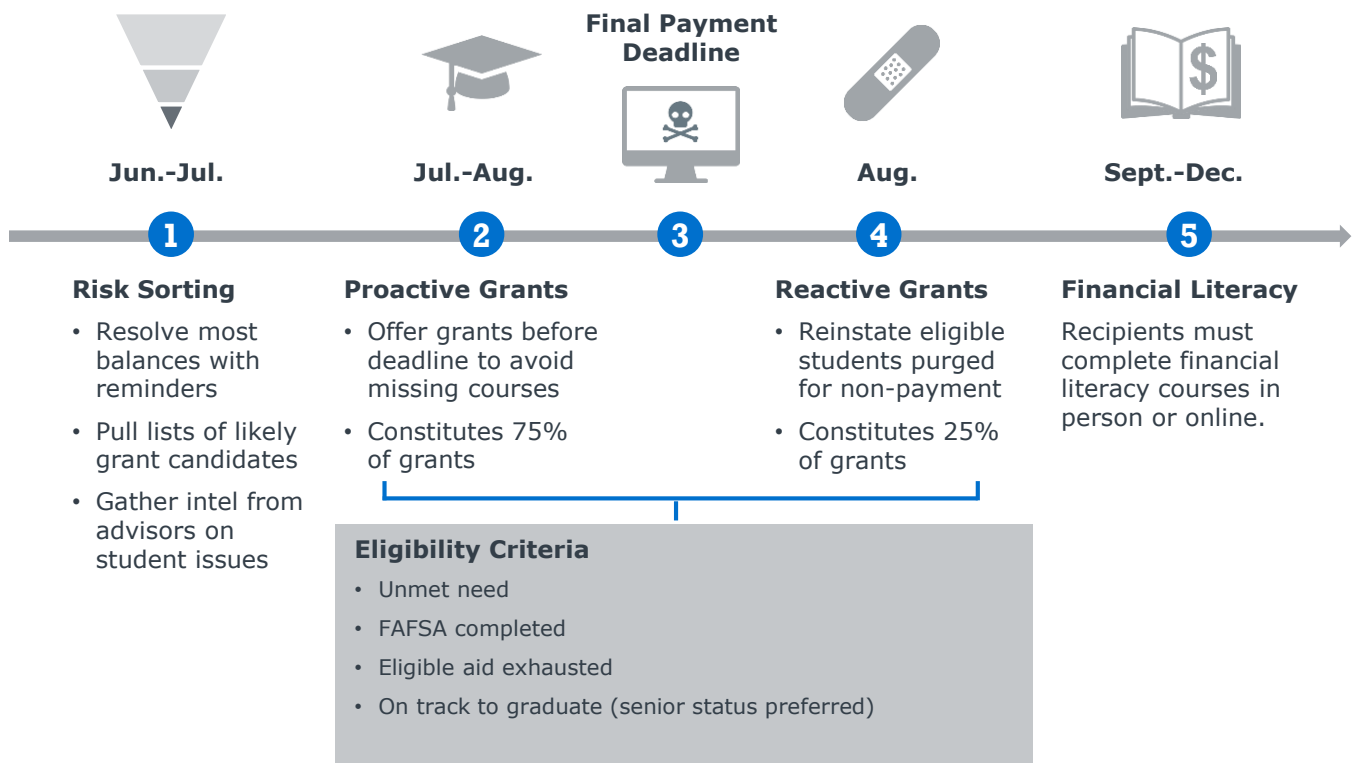 Final Payment
Deadline
$
Jun.-Jul.
Jul.-Aug.
Aug.
Sept.-Dec.
1
2
3
4
5
Risk Sorting
• Resolve most
balances with
reminders
• Pull lists of likely
grant candidates
• Gather intel from
advisors on
student issues
Proactive Grants
• Offer grants before
deadline to avoid
missing courses
• Constitutes 75%
of grants
Reactive Grants
• Reinstate eligible
students purged
for non-payment
• Constitutes 25%
of grants
Financial Literacy
Recipients must
complete financial
literacy courses in
person or online.
Eligibility Criteria
• Unmet need
• FAFSA completed
• Eligible aid exhausted
• On track to graduate (senior status preferred)